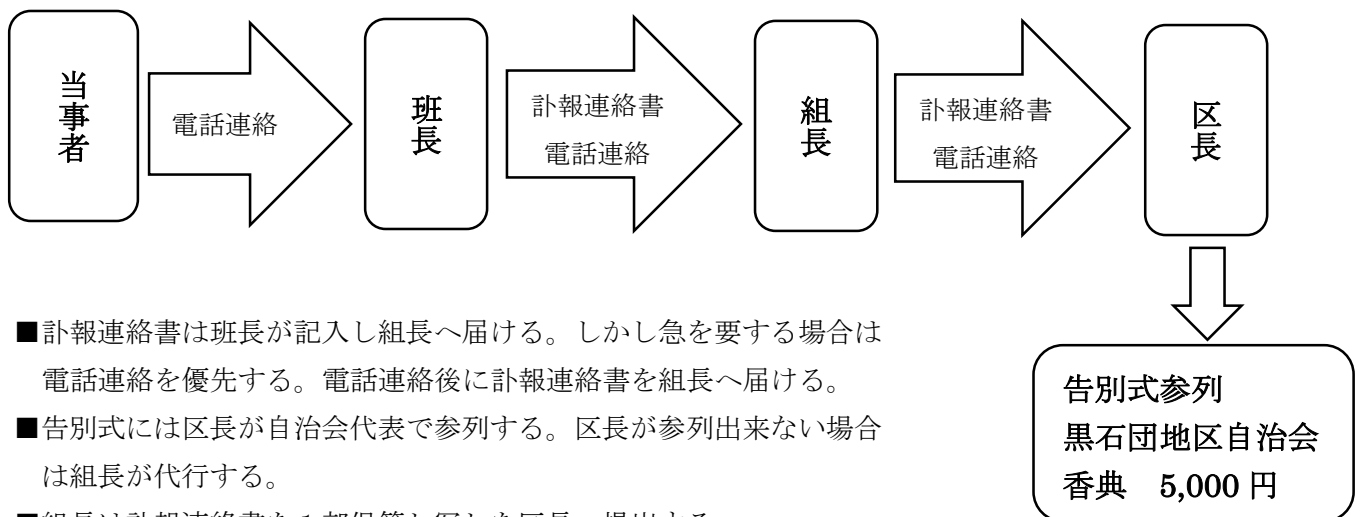 当事者
電話連絡
班長
訃報連絡書
電話連絡
組長
訃報連絡書
電話連絡
区長
■訃報連絡書は班長が記入し組長へ届ける。しかし急を要する場合は
電話連絡を優先する。電話連絡後に訃報連絡書を組長へ届ける。
■告別式には区長が自治会代表で参列する。区長が参列出来ない場合
は組長が代行する。
告別式参列
黒石団地区自治会
香典 5,000 円